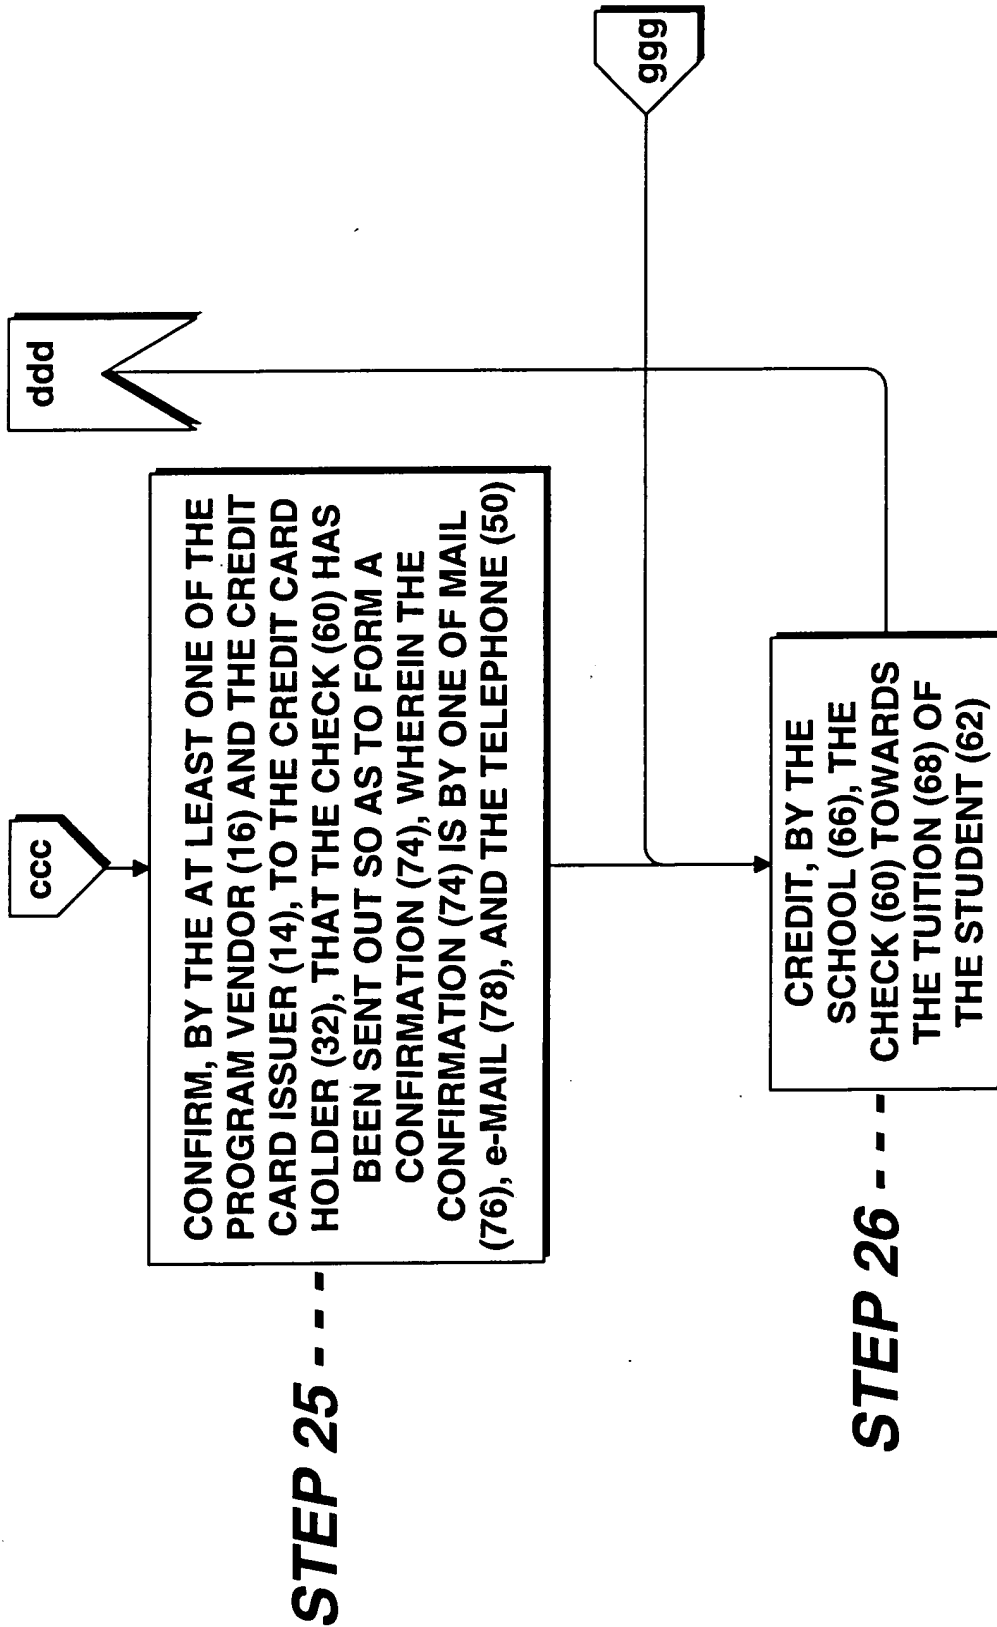 ccc
ddd
CONFIRM, BY THE AT LEAST ONE OF THE
PROGRAM VENDOR (16) AND THE CREDIT
CARD ISSUER (14), TO THE CREDIT CARD
HOLDER (32), THAT THE CHECK (60) HAS
BEEN SENT OUT SO AS TO FORM A
CONFIRMATION (74), WHEREIN THE
CONFIRMATION (74) IS BY ONE OF MAIL
(76), e-MAIL (78), AND THE TELEPHONE (50)
STEP 25 - - -
ggg
CREDIT, BY THE
SCHOOL (66), THE
CHECK (60) TOWARDS
THE TUITION (68) OF
THE STUDENT (62)
STEP 26 - - -